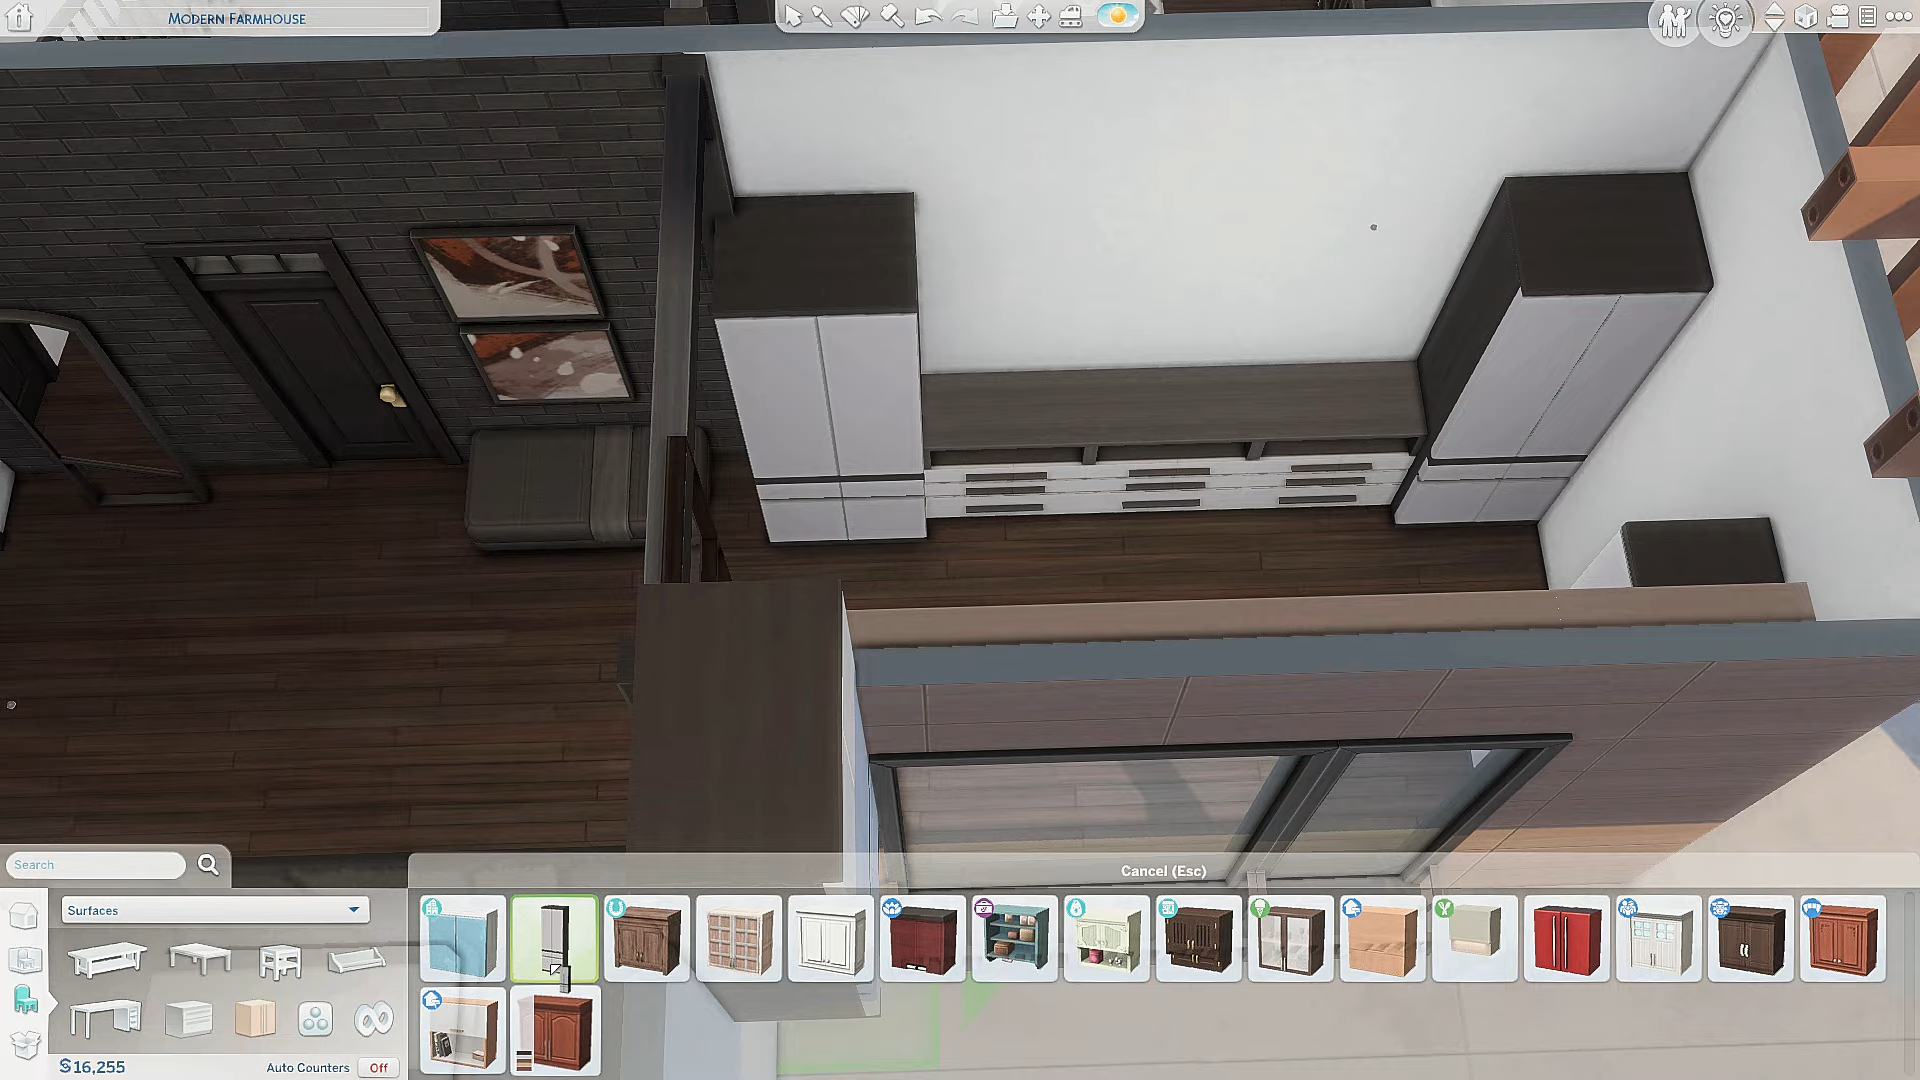 Modern Farmhouse
Cancel (Esc)
Search
Surfaces
§16,255
Auto Counters Off